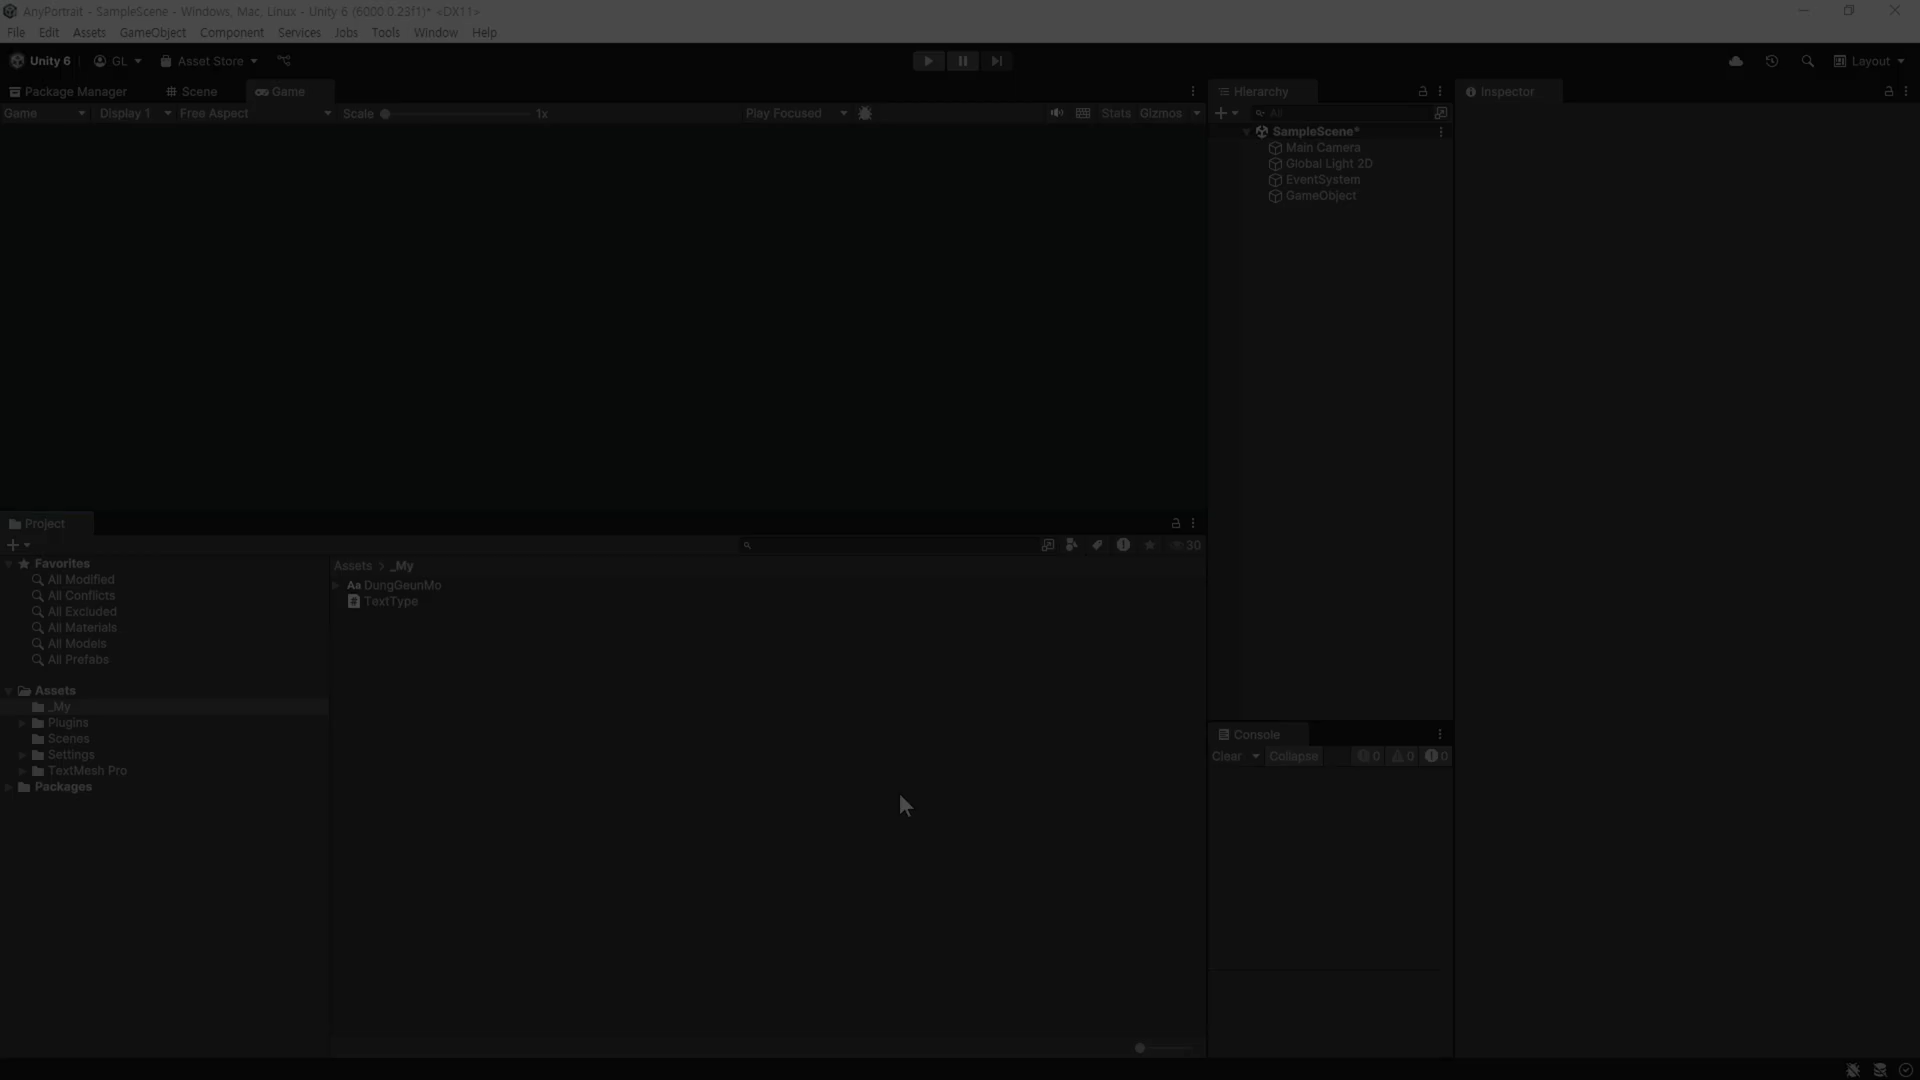 AnyPortrait - SampleScene - Windows, Mac, Linux - Unity 6 (6000.0.23f1)* <DX11>
File Edit Assets GameObject Component Services Jobs Tools Window Help
Unity 6 GL Asset Store Layout
Package Manager Scene Game
Game Display 1 Free Aspect Scale 1x Play Focused Stats Gizmos
Hierarchy
All
SampleScene*
Main Camera
Global Light 2D
EventSystem
GameObject
Inspector
Project
30
Favorites
All Modified
All Conflicts
All Excluded
All Materials
All Models
All Prefabs
Assets
_My
Plugins
Scenes
Settings
TextMesh Pro
Packages
Assets > _My
Aa DungGeunMo
# TextType
Console
Clear Collapse 0 0 0